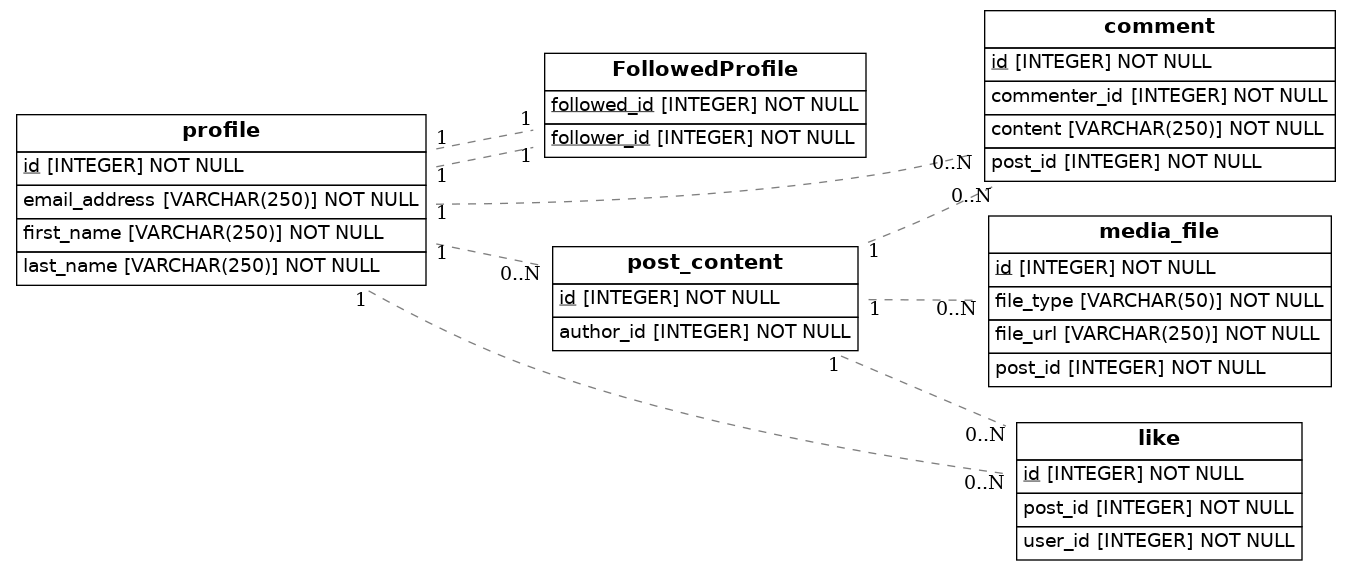 profile
id [INTEGER] NOT NULL
email_address [VARCHAR(250)] NOT NULL
first_name [VARCHAR(250)] NOT NULL
last_name [VARCHAR(250)] NOT NULL
1
1
1
1
1
FollowedProfile
followed_id [INTEGER] NOT NULL
follower_id [INTEGER] NOT NULL
1
1
post_content
id [INTEGER] NOT NULL
author_id [INTEGER] NOT NULL
0..N
1
1
1
comment
id [INTEGER] NOT NULL
commenter_id [INTEGER] NOT NULL
content [VARCHAR(250)] NOT NULL
post_id [INTEGER] NOT NULL
0..N
0..N
media_file
id [INTEGER] NOT NULL
file_type [VARCHAR(50)] NOT NULL
file_url [VARCHAR(250)] NOT NULL
post_id [INTEGER] NOT NULL
0..N
like
id [INTEGER] NOT NULL
post_id [INTEGER] NOT NULL
user_id [INTEGER] NOT NULL
0..N
0..N